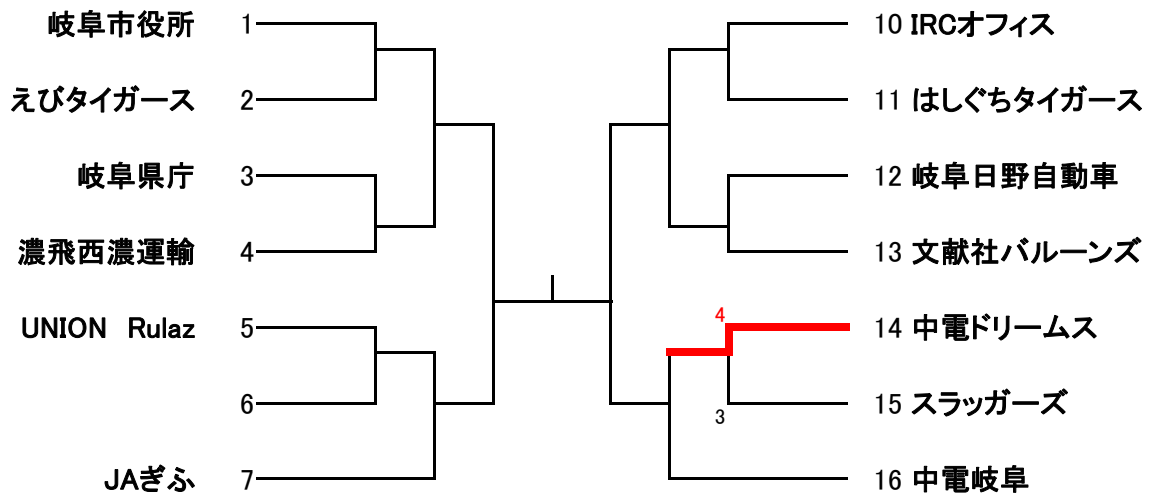 岐阜市役所 1
えびタイガース 2
岐阜県庁 3
濃飛西濃運輸 4
UNION Rulaz 5
6
JAぎふ 7
10 IRCオフィス
11 はしぐちタイガース
12 岐阜日野自動車
13 文献社バルーンズ
4
14 中電ドリームス
3
15 スラッガーズ
16 中電岐阜